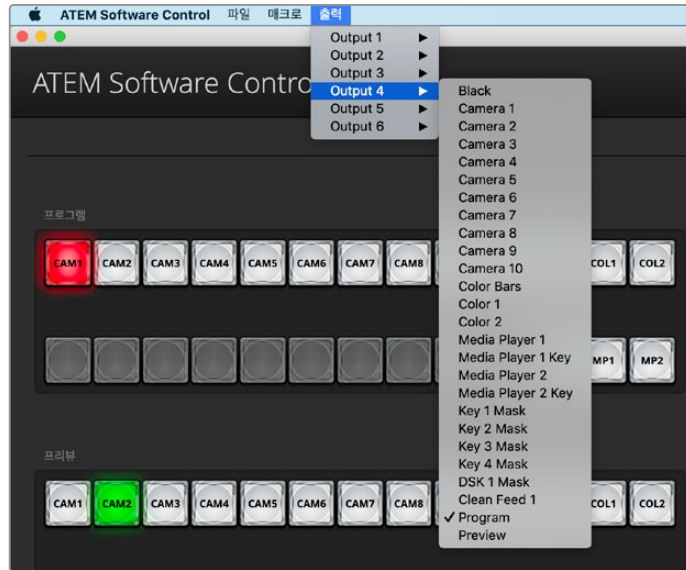 ATEM Software Control 파일 매크로 출력
Output 1
Output 2
Output 3
Output 4
Output 5
Output 6
ATEM Software Contro
Black
Camera 1
Camera 2
Camera 3
Camera 4
Camera 5
Camera 6
Camera 7
Camera 8
Camera 9
Camera 10
Color Bars
Color 1
Color 2
Media Player 1
Media Player 1 Key
Media Player 2
Media Player 2 Key
Key 1 Mask
Key 2 Mask
Key 3 Mask
Key 4 Mask
DSK 1 Mask
Clean Feed 1
Program
Preview
프로그램
CAM1 CAM2 CAM3 CAM4 CAM5 CAM6 CAM7 CAM8 COL1 COL2
MP1 MP2
프리뷰
CAM1 CAM2 CAM3 CAM4 CAM5 CAM6 CAM7 CAM8 COL1 COL2